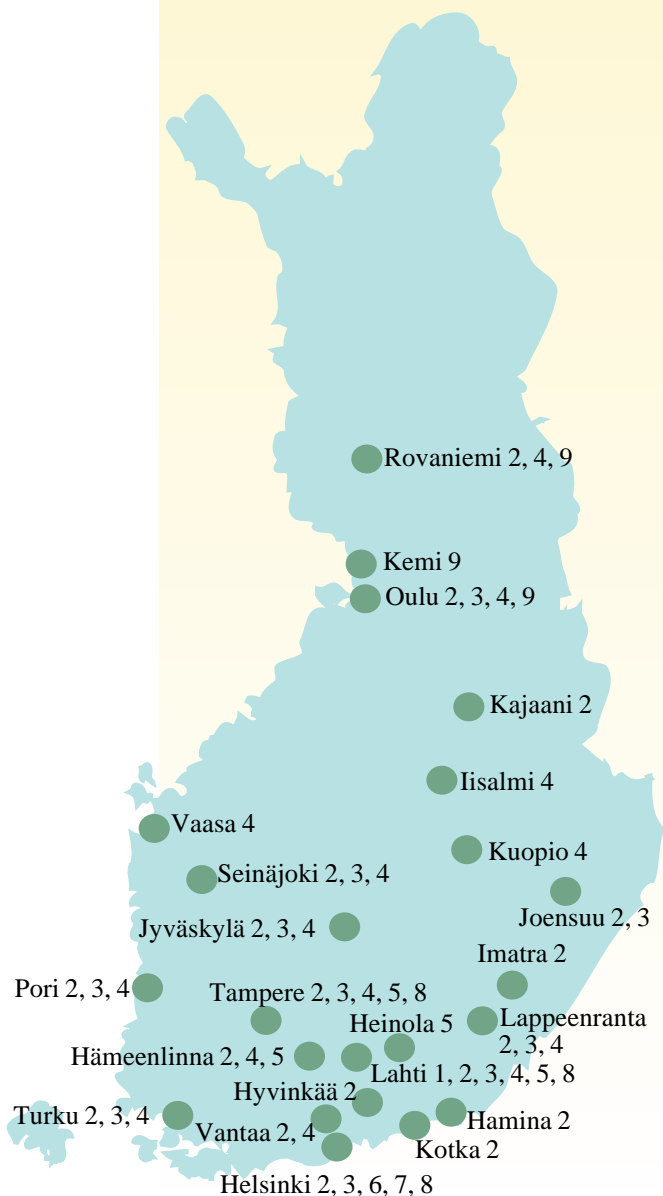 Rovaniemi 2, 4, 9
Kemi 9
Oulu 2, 3, 4, 9
Kajaani 2
Iisalmi 4
Vaasa 4
Kuopio 4
Seinäjoki 2, 3, 4
Joensuu 2, 3
Jyväskylä 2, 3, 4
Imatra 2
Pori 2, 3, 4
Tampere 2, 3, 4, 5, 8
Heinola 5
Lappeenranta
2, 3, 4
Hämeenlinna 2, 4, 5
Lahti 1, 2, 3, 4, 5, 8
Hyvinkää 2
Turku 2, 3, 4
Vantaa 2, 4
Hamina 2
Kotka 2
Helsinki 2, 3, 6, 7, 8